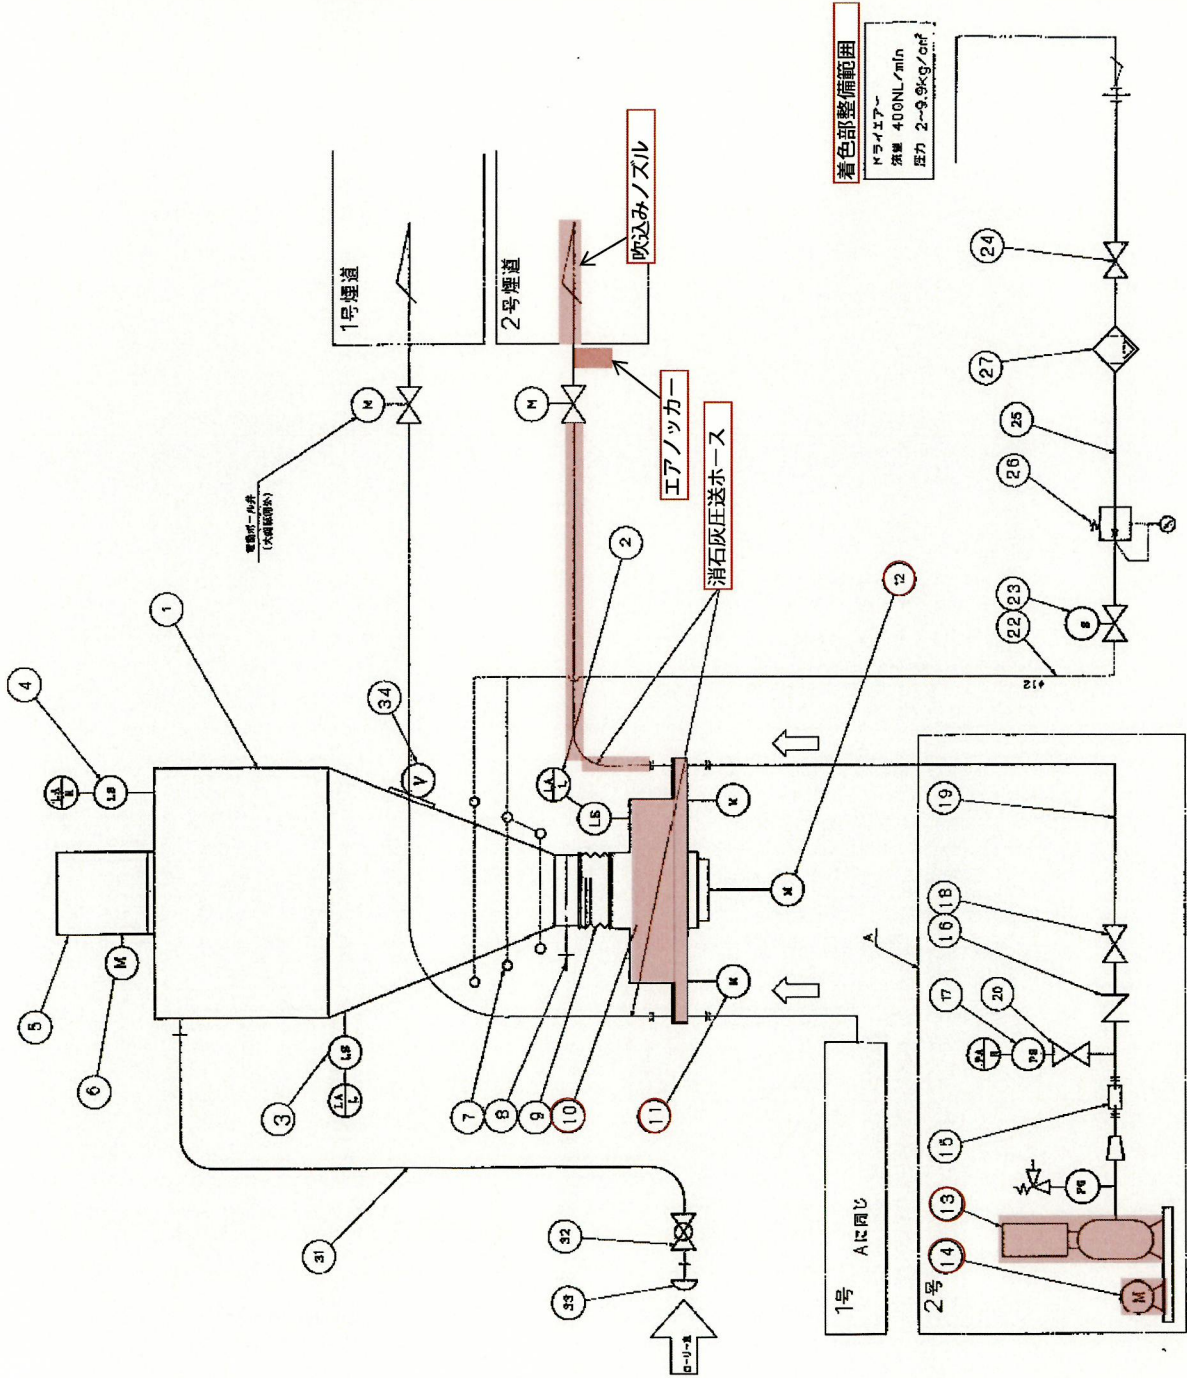 着色部整備範囲
ドライエアー
流量 400NL/min
圧力 2~9.9kg/cm²
1号煙道
2号煙道
吹込みノズル
エアノッカー
消石灰圧送ホース
電動ボール弁
M
M
1
2
3
4
5
6
7
8
9
10
11
12
13
14
15
16
17
18
19
20
22
23
24
25
26
27
31
32
33
34
LA
H
LS
M
LS
LA
L
V
LA
L
LS
M
M
M
S
φ12
A
PA
PS
PG
M
1号
Aに同じ
2号
ローリー車